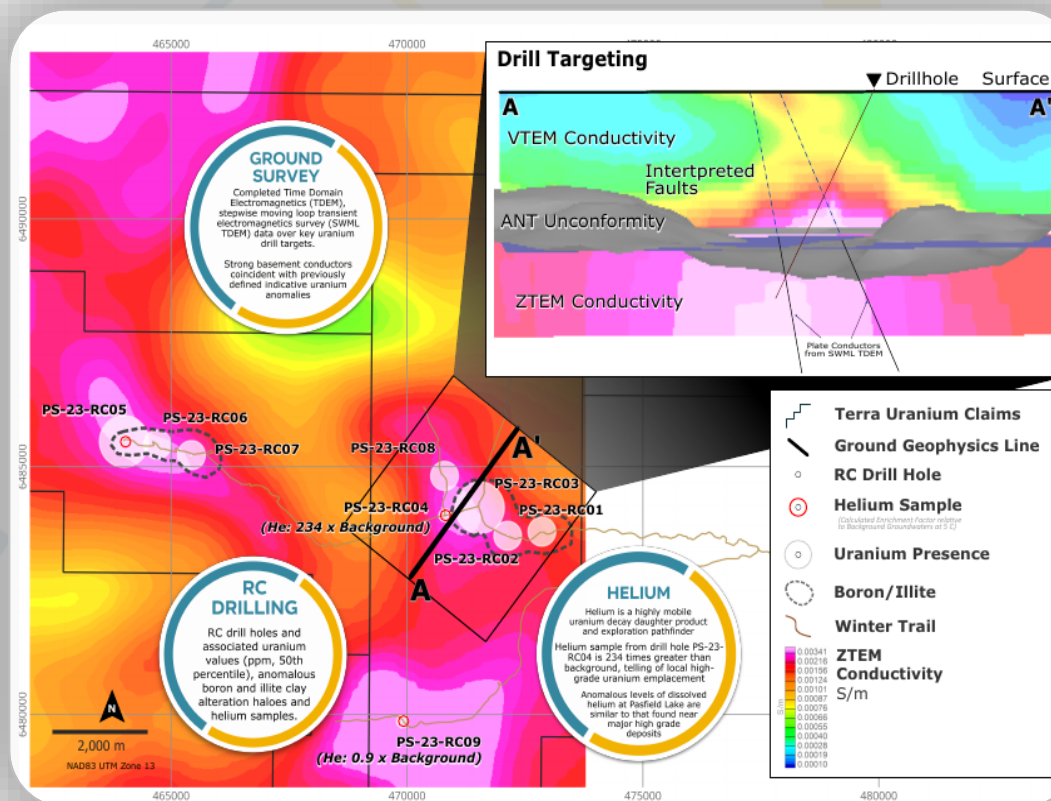 465000
470000
Drill Targeting
Drillhole
Surface
A
A'
VTEM Conductivity
Intertpreted
Faults
ANT Unconformity
ZTEM Conductivity
Plate Conductors
from SWML TDEM
6490000
6485000
6480000
GROUND
SURVEY
Completed Time Domain
Electromagnetics (TDEM),
stepwise moving loop transient
electromagnetics survey (SWML
TDEM) data over key uranium
drill targets.
Strong basement conductors
coincident with previously
defined indicative uranium
anomalies
PS-23-RC05
PS-23-RC06
PS-23-RC07
PS-23-RC08
A'
PS-23-RC03
PS-23-RC04
(He: 234 x Background)
PS-23-RC01
PS-23-RC02
A
RC
DRILLING
RC drill holes and
associated uranium
values (ppm, 50th
percentile), anomalous
boron and illite clay
alteration haloes and
helium samples.
HELIUM
Helium is a highly mobile
uranium decay daughter product
and exploration pathfinder
Helium sample from drill hole PS-23-
RC04 is 234 times greater than
background, telling of local high-
grade uranium emplacement
Anomalous levels of dissolved
helium at Pasfield Lake are
similar to that found near
major high grade
deposits
PS-23-RC09
(He: 0.9 x Background)
N
2,000 m
NAD83 UTM Zone 13
Terra Uranium Claims
Ground Geophysics Line
RC Drill Hole
Helium Sample
(Calculated Enrichment Factor relative
to Background Groundwaters at 5 C)
Uranium Presence
Boron/Illite
Winter Trail
ZTEM
Conductivity
S/m
S/m
0.00341
0.00216
0.00156
0.00124
0.00101
0.00087
0.00076
0.00066
0.00055
0.00040
0.00028
0.00019
0.00010
465000
470000
475000
480000